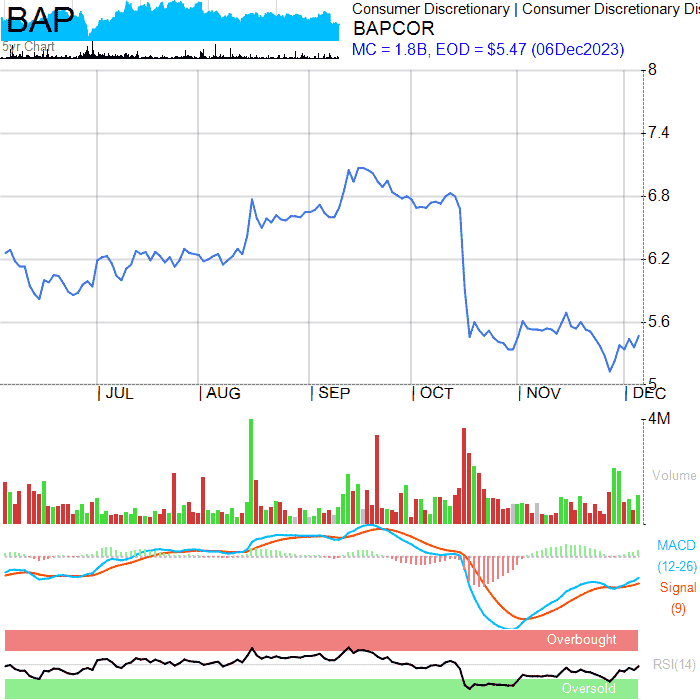 BAP
5yr Chart
Consumer Discretionary | Consumer Discretionary Dis
BAPCOR
MC = 1.8B, EOD = $5.47 (06Dec2023)
8
7.4
6.8
6.2
5.6
5
| JUL
| AUG
| SEP
| OCT
| NOV
| DEC
4M
Volume
MACD
(12-26)
Signal
(9)
Overbought
RSI(14)
Oversold